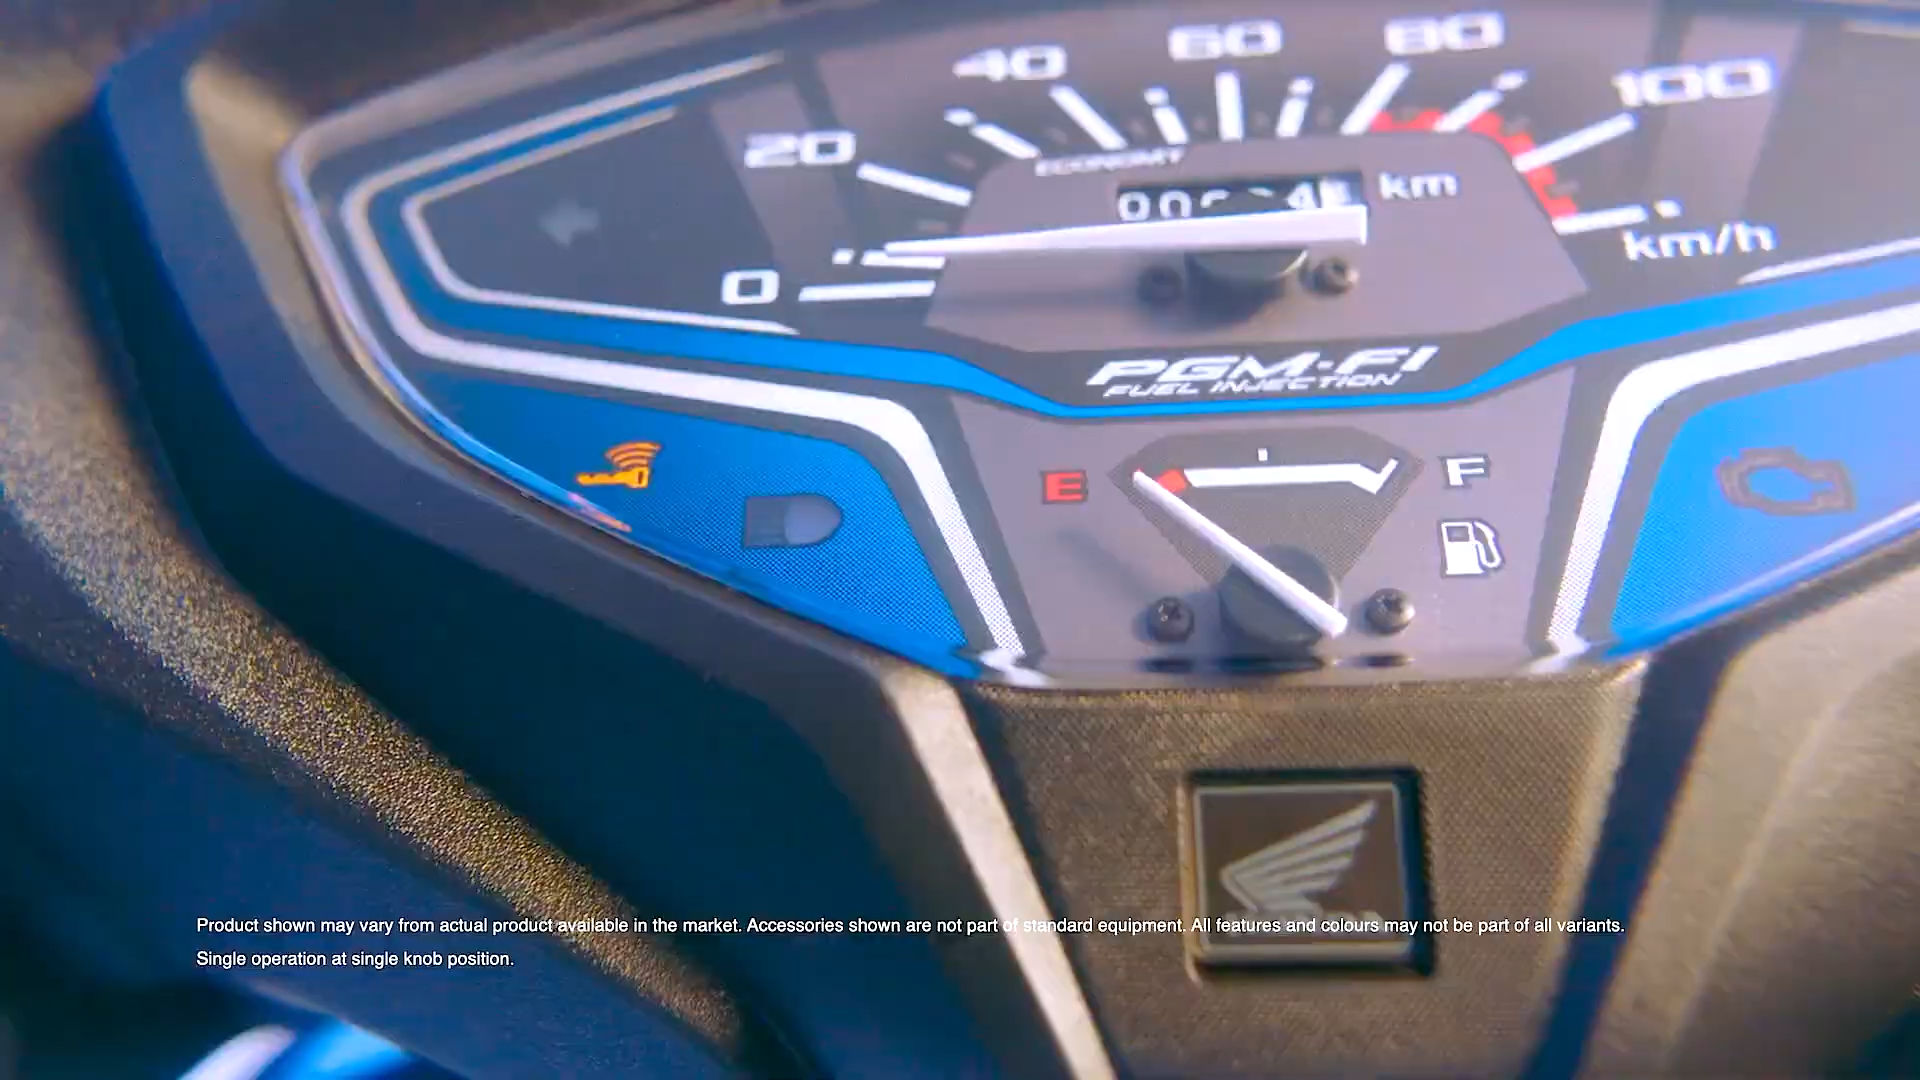 40 60 80
20 100
ECONOMY
km
km/h
0
PGM-FI
FUEL INJECTION
E F
Product shown may vary from actual product available in the market. Accessories shown are not part of standard equipment. All features and colours may not be part of all variants.
Single operation at single knob position.